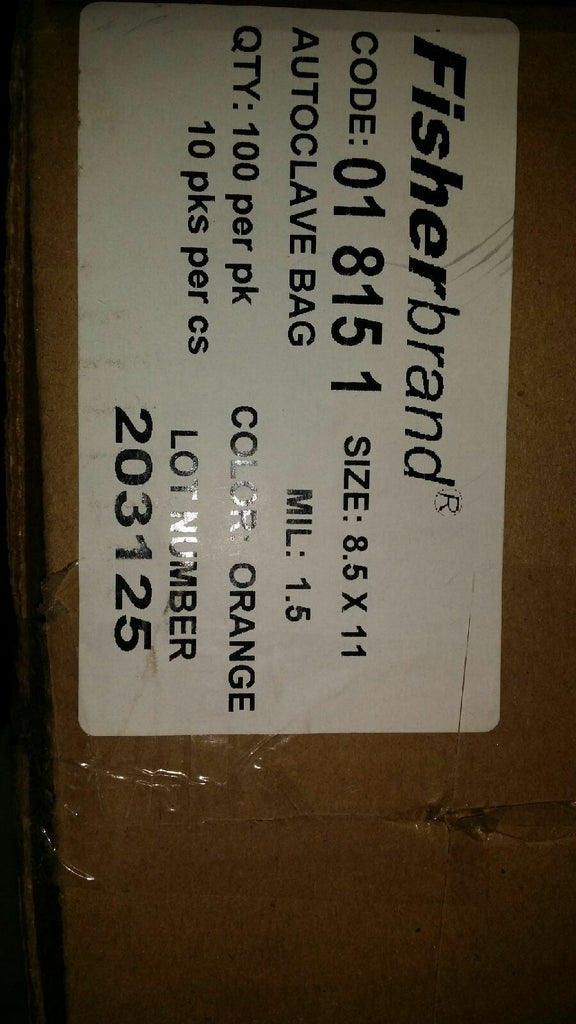 Fisherbrand®
CODE: 01 815 1 SIZE: 8.5 X 11
AUTOCLAVE BAG MIL: 1.5
QTY: 100 per pk COLOR: ORANGE
10 pks per cs LOT NUMBER
203125